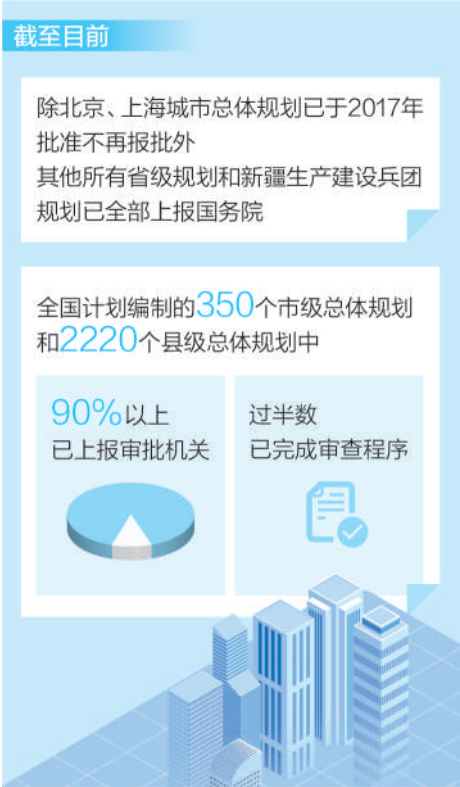 截至目前
除北京、上海城市总体规划已于2017年
批准不再报批外
其他所有省级规划和新疆生产建设兵团
规划已全部上报国务院
全国计划编制的350个市级总体规划
和2220个县级总体规划中
90%以上
已上报审批机关
过半数
已完成审查程序